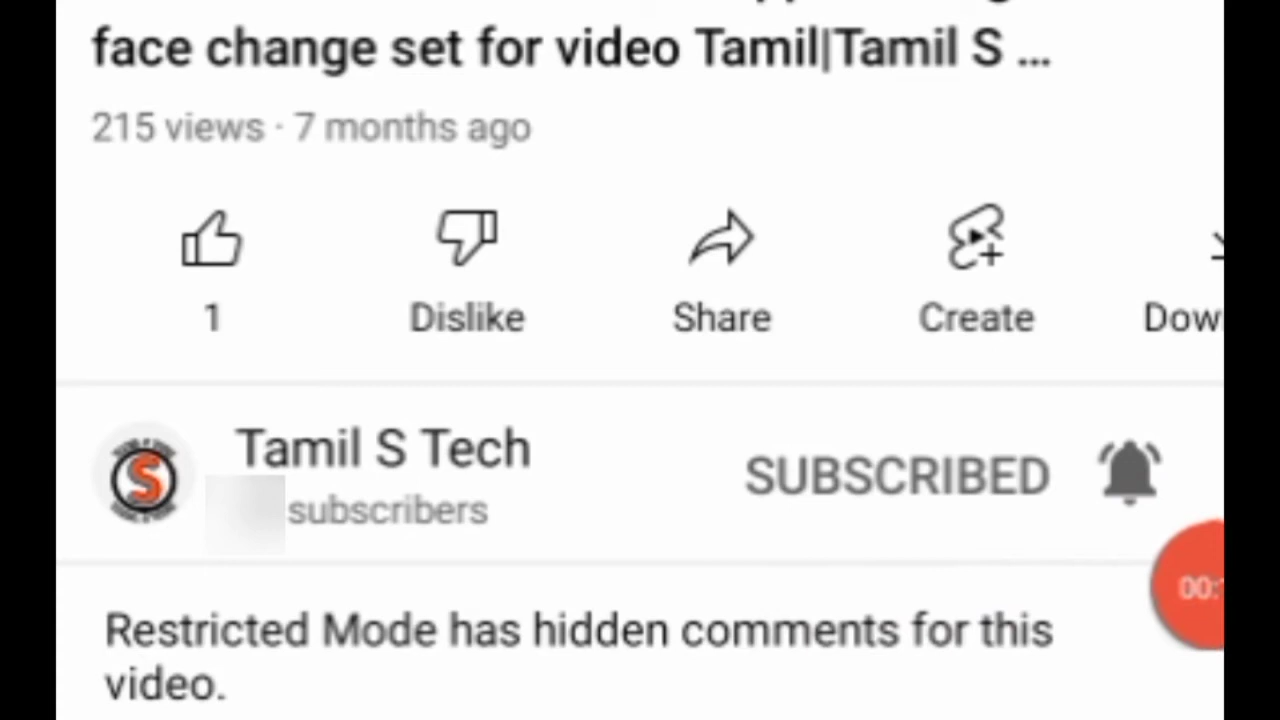 face change set for video Tamil|Tamil S ...
215 views · 7 months ago
1
Dislike
Share
Create
Tamil S Tech
subscribers
SUBSCRIBED
S
00:
Restricted Mode has hidden comments for this
video.